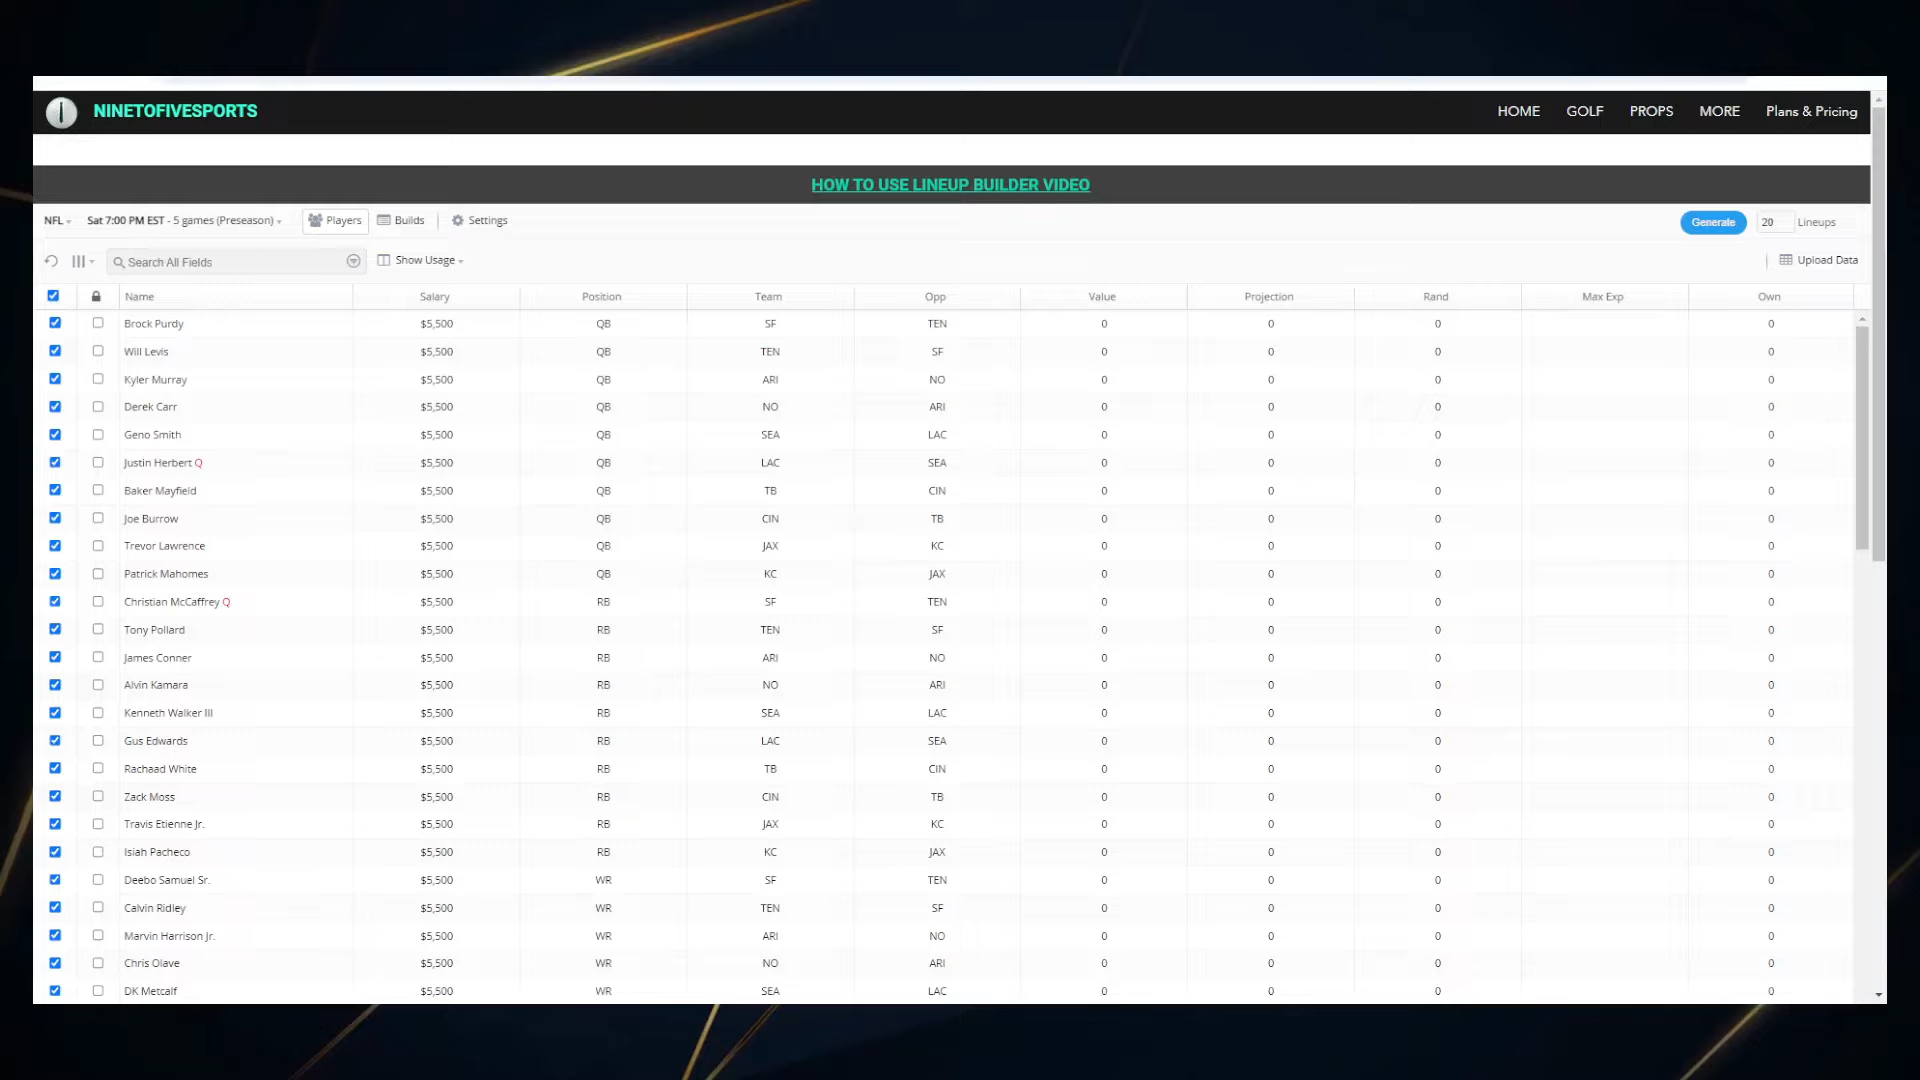 NINETOFIVESPORTS HOME GOLF PROPS MORE Plans & Pricing
HOW TO USE LINEUP BUILDER VIDEO
NFL Sat 7:00 PM EST - 5 games (Preseason) Players Builds Settings Generate 20 Lineups
Search All Fields Show Usage Upload Data
Name Salary Position Team Opp Value Projection Rand Max Exp Own
Brock Purdy $5,500 QB SF TEN 0 0 0 0
Will Levis $5,500 QB TEN SF 0 0 0 0
Kyler Murray $5,500 QB ARI NO 0 0 0 0
Derek Carr $5,500 QB NO ARI 0 0 0 0
Geno Smith $5,500 QB SEA LAC 0 0 0 0
Justin Herbert Q $5,500 QB LAC SEA 0 0 0 0
Baker Mayfield $5,500 QB TB CIN 0 0 0 0
Joe Burrow $5,500 QB CIN TB 0 0 0 0
Trevor Lawrence $5,500 QB JAX KC 0 0 0 0
Patrick Mahomes $5,500 QB KC JAX 0 0 0 0
Christian McCaffrey Q $5,500 RB SF TEN 0 0 0 0
Tony Pollard $5,500 RB TEN SF 0 0 0 0
James Conner $5,500 RB ARI NO 0 0 0 0
Alvin Kamara $5,500 RB NO ARI 0 0 0 0
Kenneth Walker III $5,500 RB SEA LAC 0 0 0 0
Gus Edwards $5,500 RB LAC SEA 0 0 0 0
Rachaad White $5,500 RB TB CIN 0 0 0 0
Zack Moss $5,500 RB CIN TB 0 0 0 0
Travis Etienne Jr. $5,500 RB JAX KC 0 0 0 0
Isiah Pacheco $5,500 RB KC JAX 0 0 0 0
Deebo Samuel Sr. $5,500 WR SF TEN 0 0 0 0
Calvin Ridley $5,500 WR TEN SF 0 0 0 0
Marvin Harrison Jr. $5,500 WR ARI NO 0 0 0 0
Chris Olave $5,500 WR NO ARI 0 0 0 0
DK Metcalf $5,500 WR SEA LAC 0 0 0 0